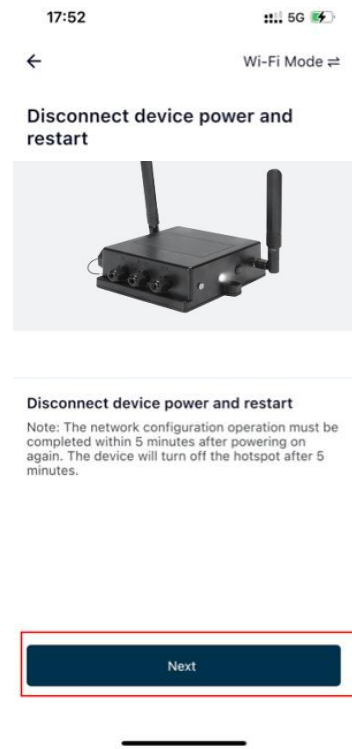 17:52
5G
Wi-Fi Mode ⇌
Disconnect device power and
restart
Disconnect device power and restart
Note: The network configuration operation must be
completed within 5 minutes after powering on
again. The device will turn off the hotspot after 5
minutes.
Next